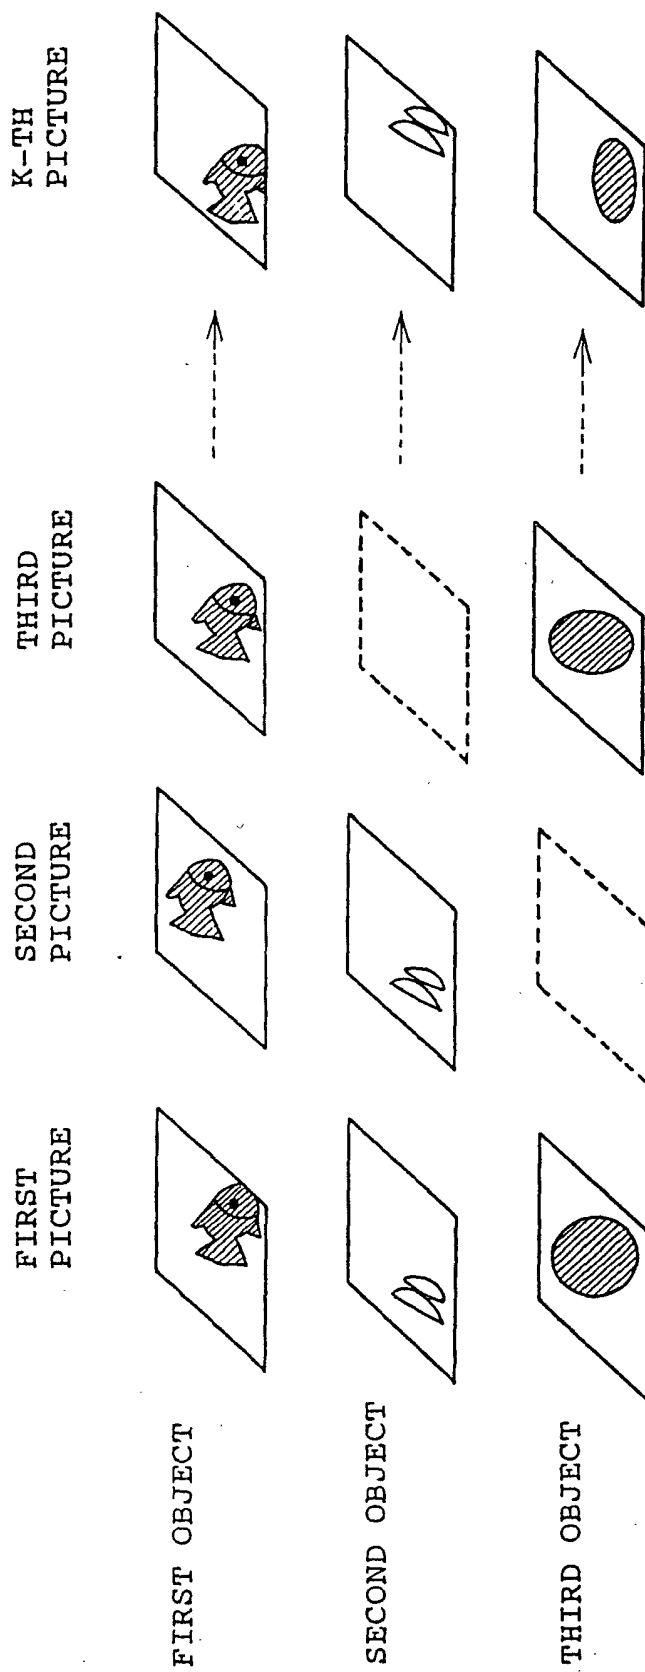 FIRST
PICTURE
SECOND
PICTURE
THIRD
PICTURE
K-TH
PICTURE
FIRST OBJECT
SECOND OBJECT
THIRD OBJECT